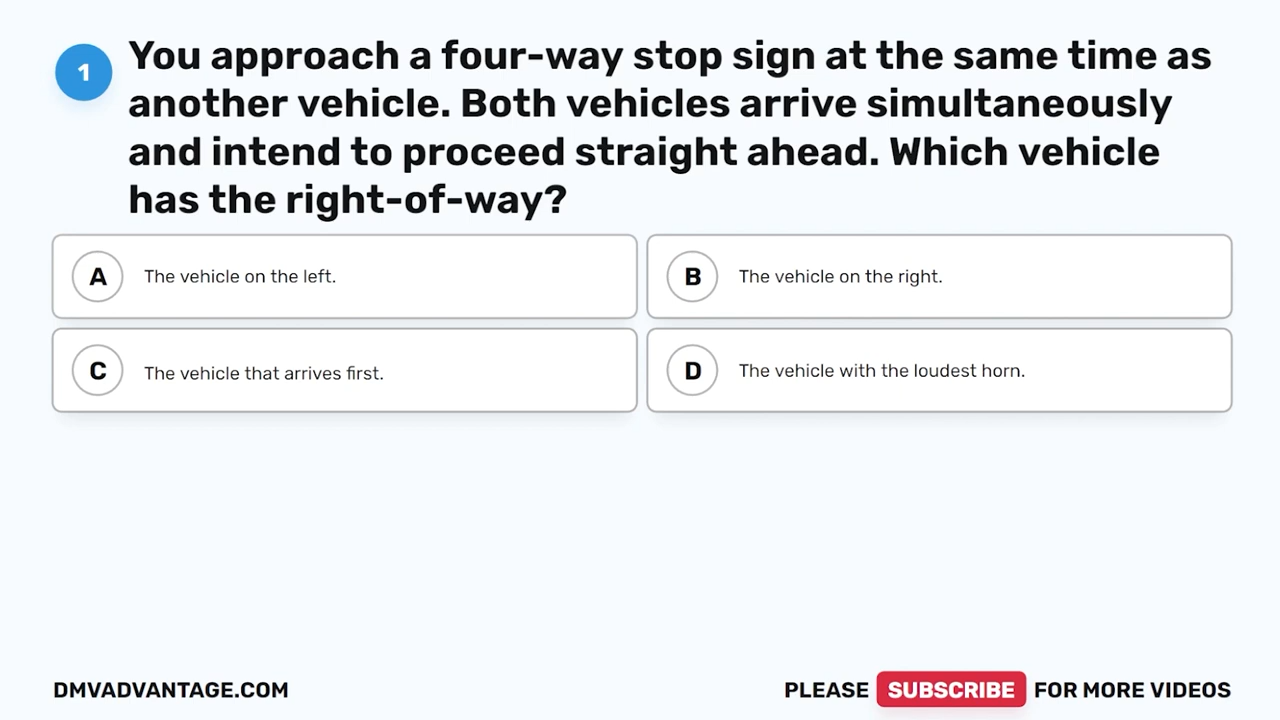 1
You approach a four-way stop sign at the same time as
another vehicle. Both vehicles arrive simultaneously
and intend to proceed straight ahead. Which vehicle
has the right-of-way?
A The vehicle on the left.
B The vehicle on the right.
C The vehicle that arrives first.
D The vehicle with the loudest horn.
DMVADVANTAGE.COM
PLEASE SUBSCRIBE FOR MORE VIDEOS